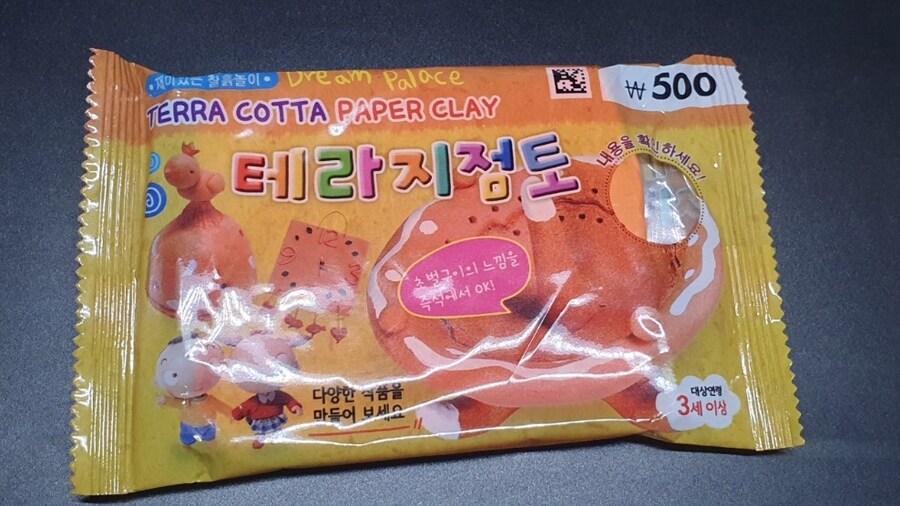 재미있는 찰흙놀이
Dream Palace
₩500
TERRA COTTA PAPER CLAY
테라지점토
내용을 확인하세요!
12
9
3
초벌구이의 느낌을
즉석에서 OK!
다양한 작품을
만들어 보세요
대상연령
3세 이상